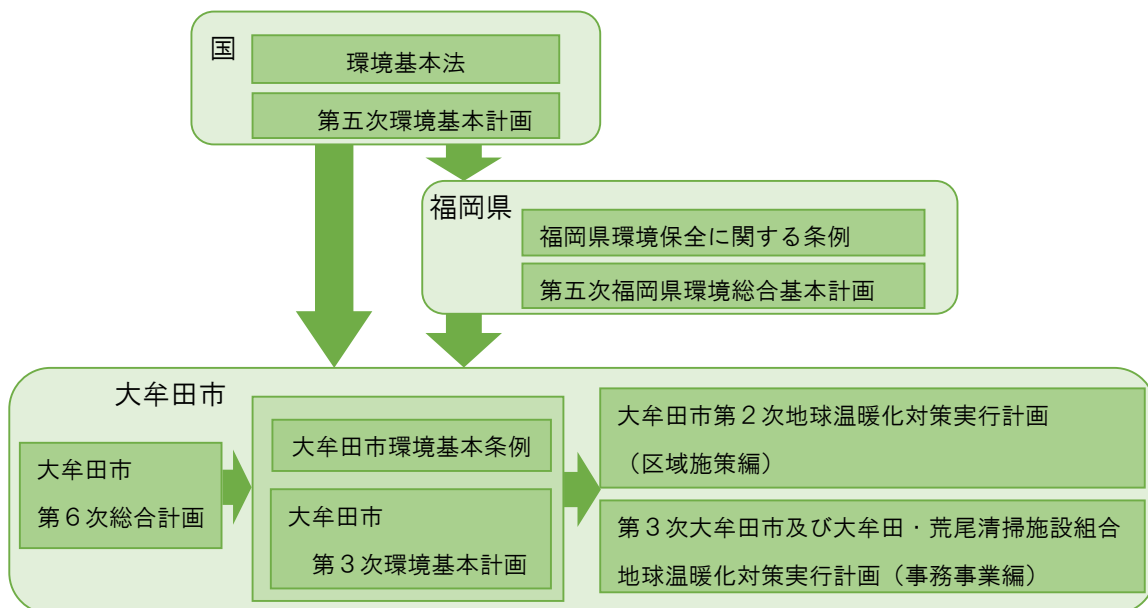 国
環境基本法
第五次環境基本計画
福岡県
福岡県環境保全に関する条例
第五次福岡県環境総合基本計画
大牟田市
大牟田市
第６次総合計画
大牟田市環境基本条例
大牟田市
第３次環境基本計画
大牟田市第２次地球温暖化対策実行計画
（区域施策編）
第３次大牟田市及び大牟田・荒尾清掃施設組合
地球温暖化対策実行計画（事務事業編）